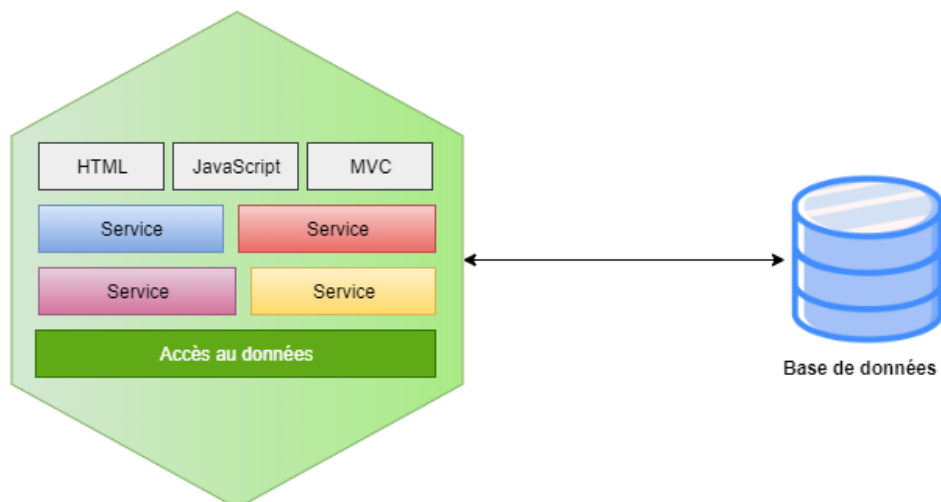 HTML
JavaScript
MVC
Service
Service
Service
Service
Accès au données
Base de données